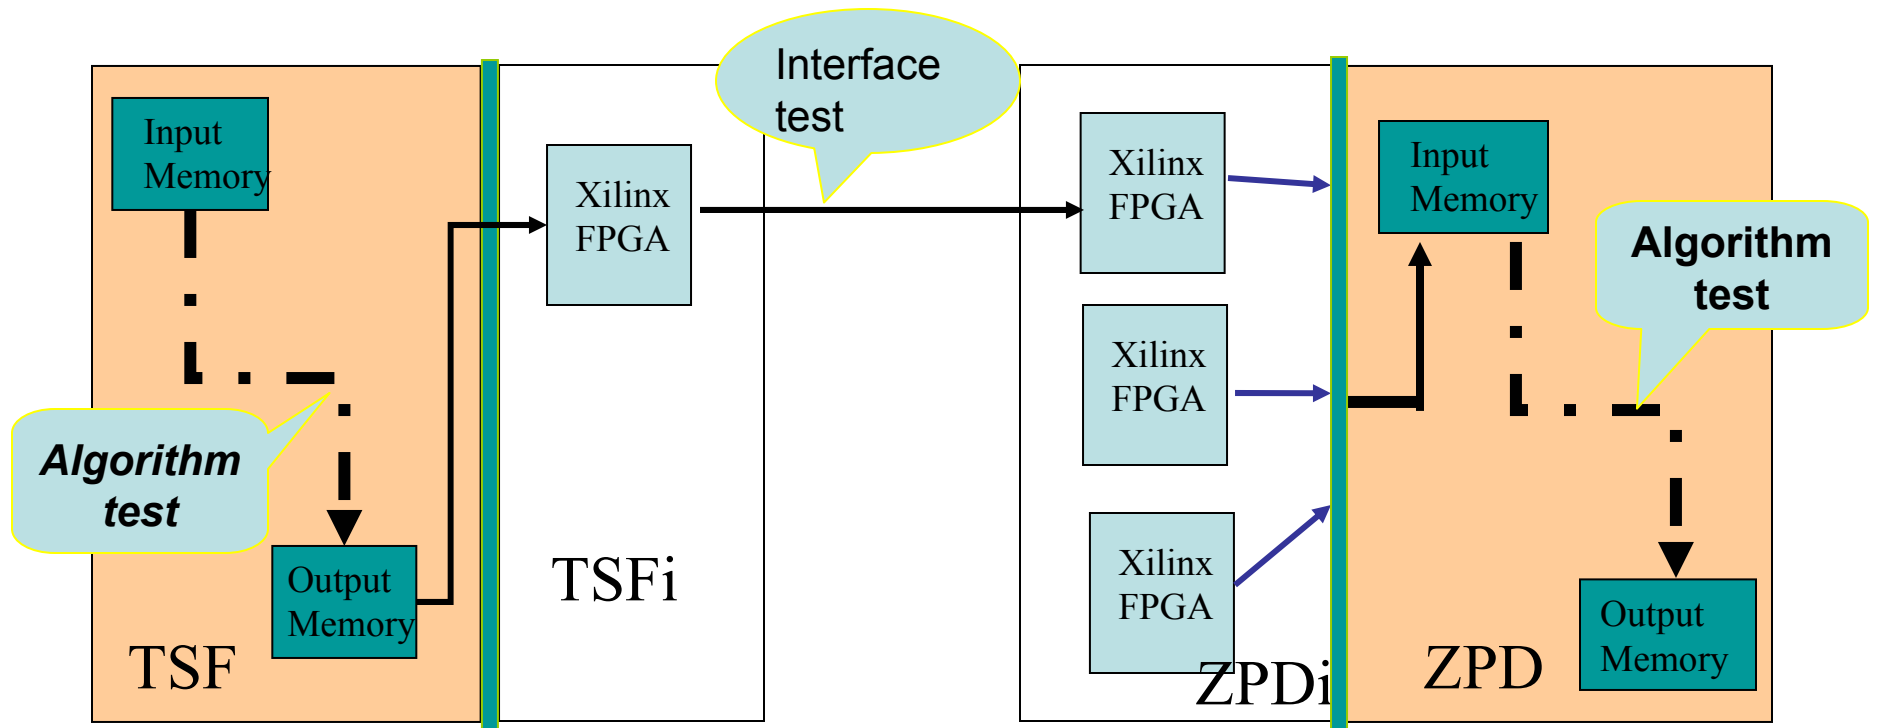 Input
Memory
Algorithm
test
Output
Memory
TSF
Xilinx
FPGA
TSFi
Interface
test
Xilinx
FPGA
Xilinx
FPGA
Xilinx
FPGA
ZPDi
Input
Memory
Algorithm
test
Output
Memory
ZPD